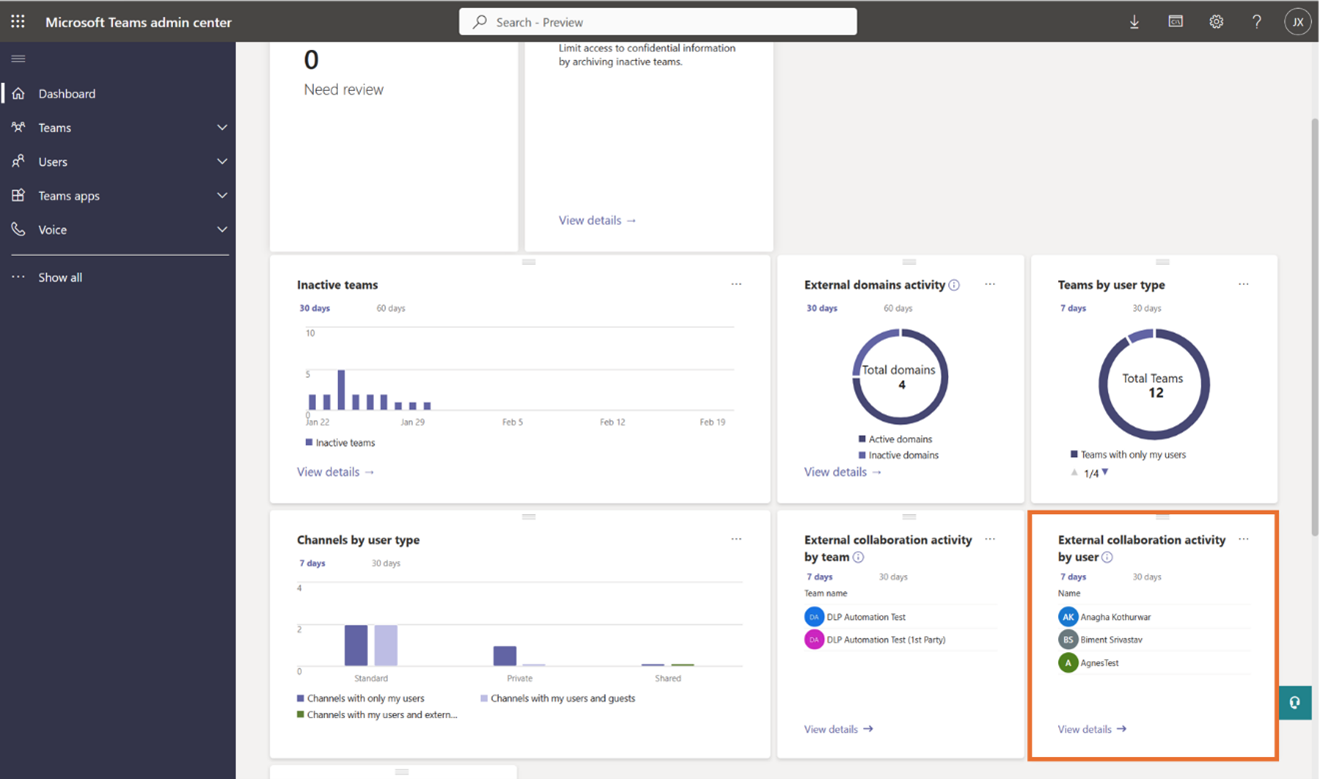 Microsoft Teams admin center
Search - Preview
JX
Dashboard
Teams
Users
Teams apps
Voice
Show all
0
Need review
Limit access to confidential information
by archiving inactive teams.
View details →
Inactive teams
30 days 60 days
10
5
0
Jan 22 Jan 29 Feb 5 Feb 12 Feb 19
Inactive teams
View details →
External domains activity
30 days 60 days
Total domains
4
Active domains
Inactive domains
View details →
Teams by user type
7 days 30 days
Total Teams
12
Teams with only my users
1/4
Channels by user type
7 days 30 days
4
2
0
Standard Private Shared
Channels with only my users Channels with my users and guests
Channels with my users and extern...
External collaboration activity
by team
7 days 30 days
Team name
DA DLP Automation Test
DA DLP Automation Test (1st Party)
View details →
External collaboration activity
by user
7 days 30 days
Name
AK Anagha Kothurwar
BS Biment Srivastav
A AgnesTest
View details →